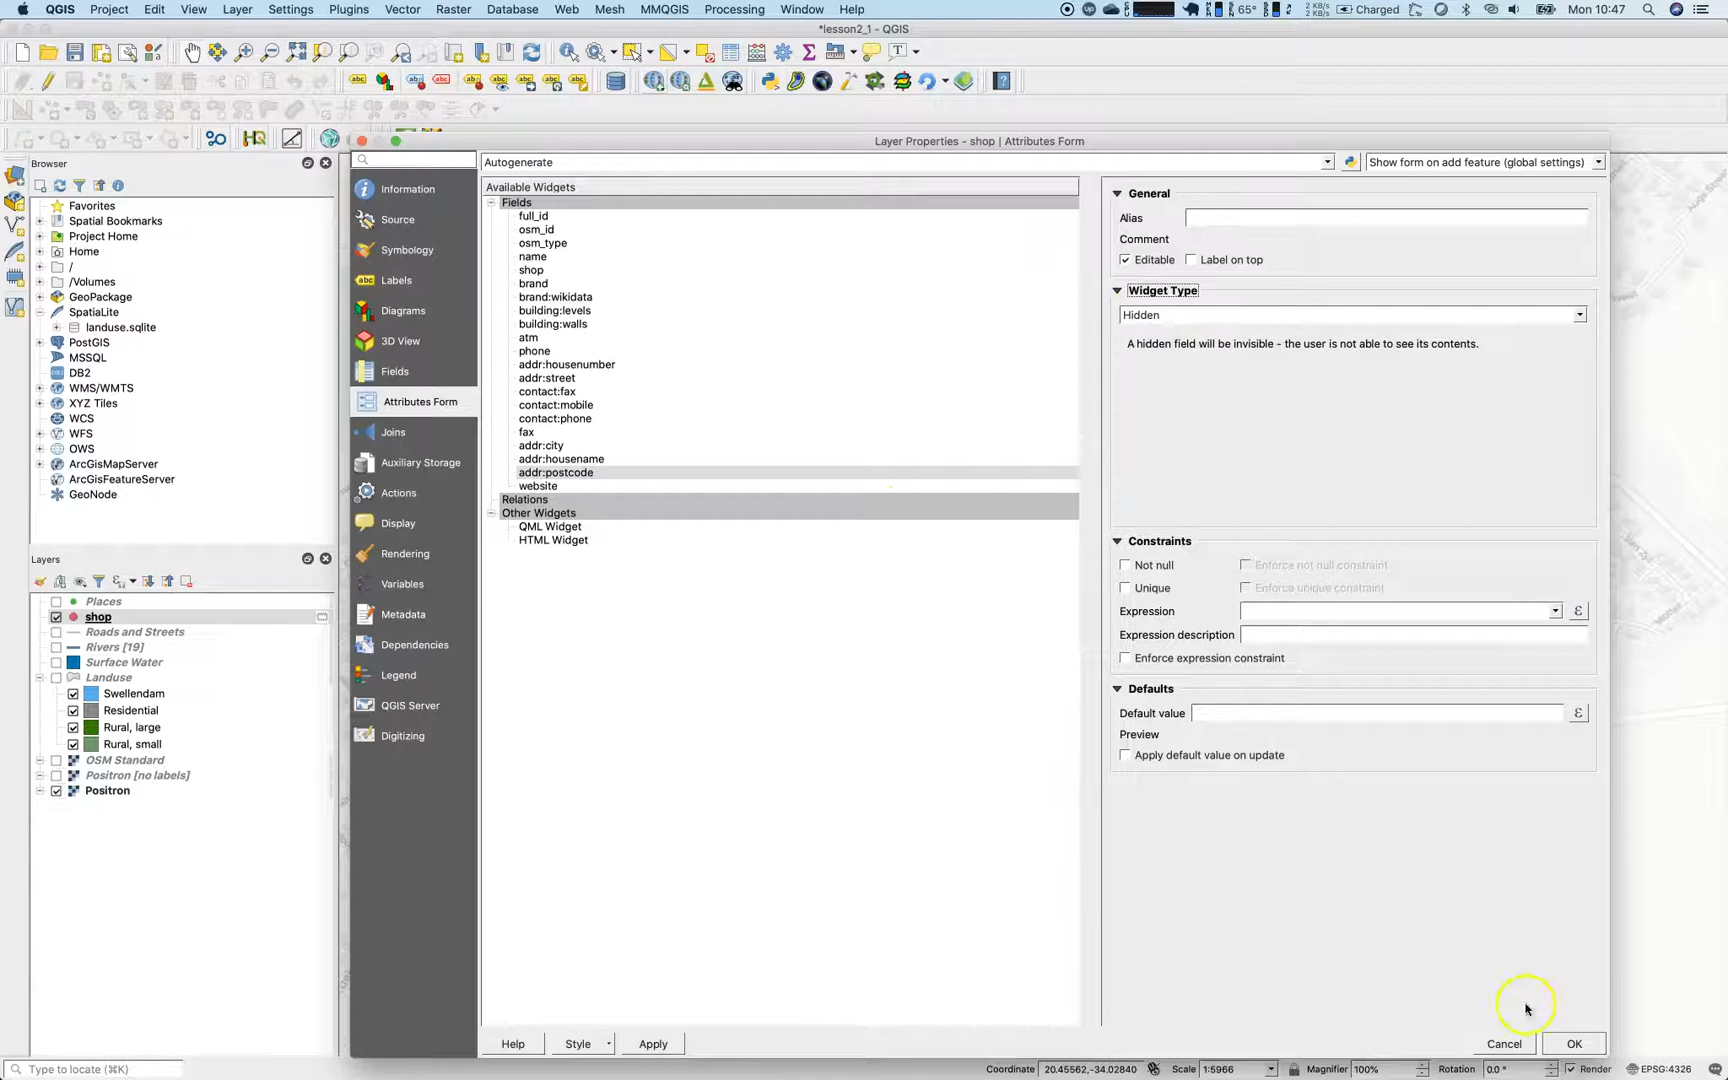 QGIS Project Edit View Layer Settings Plugins Vector Raster Database Web Mesh MMQGIS Processing Window Help 65° 2 KB/s Charged Mon 10:47
*lesson2_1 - QGIS
Browser
Favorites
Spatial Bookmarks
Project Home
Home
/
/Volumes
GeoPackage
SpatiaLite
landuse.sqlite
PostGIS
MSSQL
DB2
WMS/WMTS
XYZ Tiles
WCS
WFS
OWS
ArcGisMapServer
ArcGisFeatureServer
GeoNode
Layers
Places
shop
Roads and Streets
Rivers [19]
Surface Water
Landuse
Swellendam
Residential
Rural, large
Rural, small
OSM Standard
Positron [no labels]
Positron
Layer Properties - shop | Attributes Form
Information
Source
Symbology
Labels
Diagrams
3D View
Fields
Attributes Form
Joins
Auxiliary Storage
Actions
Display
Rendering
Variables
Metadata
Dependencies
Legend
QGIS Server
Digitizing
Autogenerate
Show form on add feature (global settings)
Available Widgets
Fields
full_id
osm_id
osm_type
name
shop
brand
brand:wikidata
building:levels
building:walls
atm
phone
addr:housenumber
addr:street
contact:fax
contact:mobile
contact:phone
fax
addr:city
addr:housename
addr:postcode
website
Relations
Other Widgets
QML Widget
HTML Widget
General
Alias
Comment
Editable Label on top
Widget Type
Hidden
A hidden field will be invisible - the user is not able to see its contents.
Constraints
Not null Enforce not null constraint
Unique Enforce unique constraint
Expression
Expression description
Enforce expression constraint
Defaults
Default value
Preview
Apply default value on update
Help Style Apply Cancel OK
Type to locate (⌘K) Coordinate 20.45562,-34.02840 Scale 1:5966 Magnifier 100% Rotation 0.0 ° Render EPSG:4326